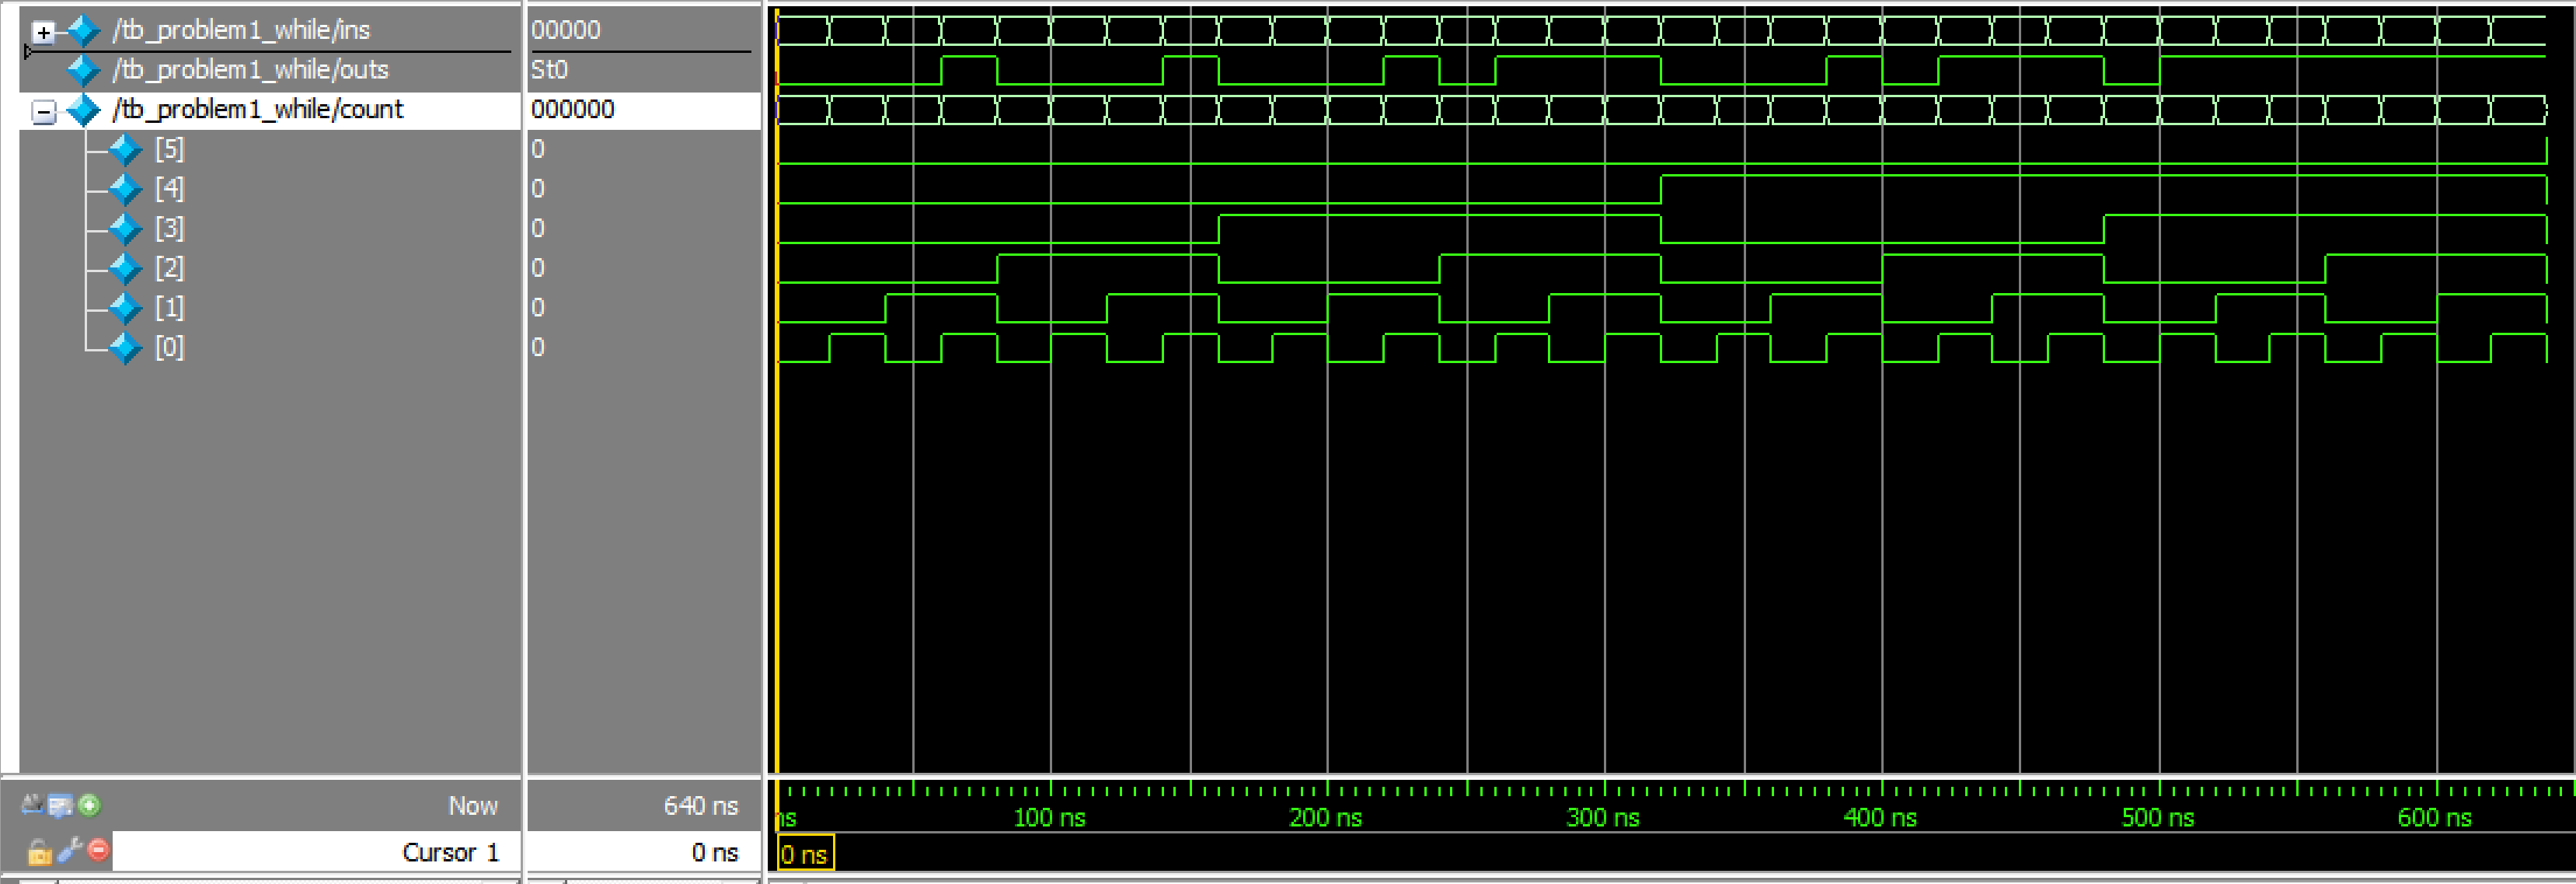 /tb_problem1_while/ins 00000
/tb_problem1_while/outs St0
/tb_problem1_while/count 000000
[5] 0
[4] 0
[3] 0
[2] 0
[1] 0
[0] 0
Now 640 ns ns 100 ns 200 ns 300 ns 400 ns 500 ns 600 ns
Cursor 1 0 ns 0 ns